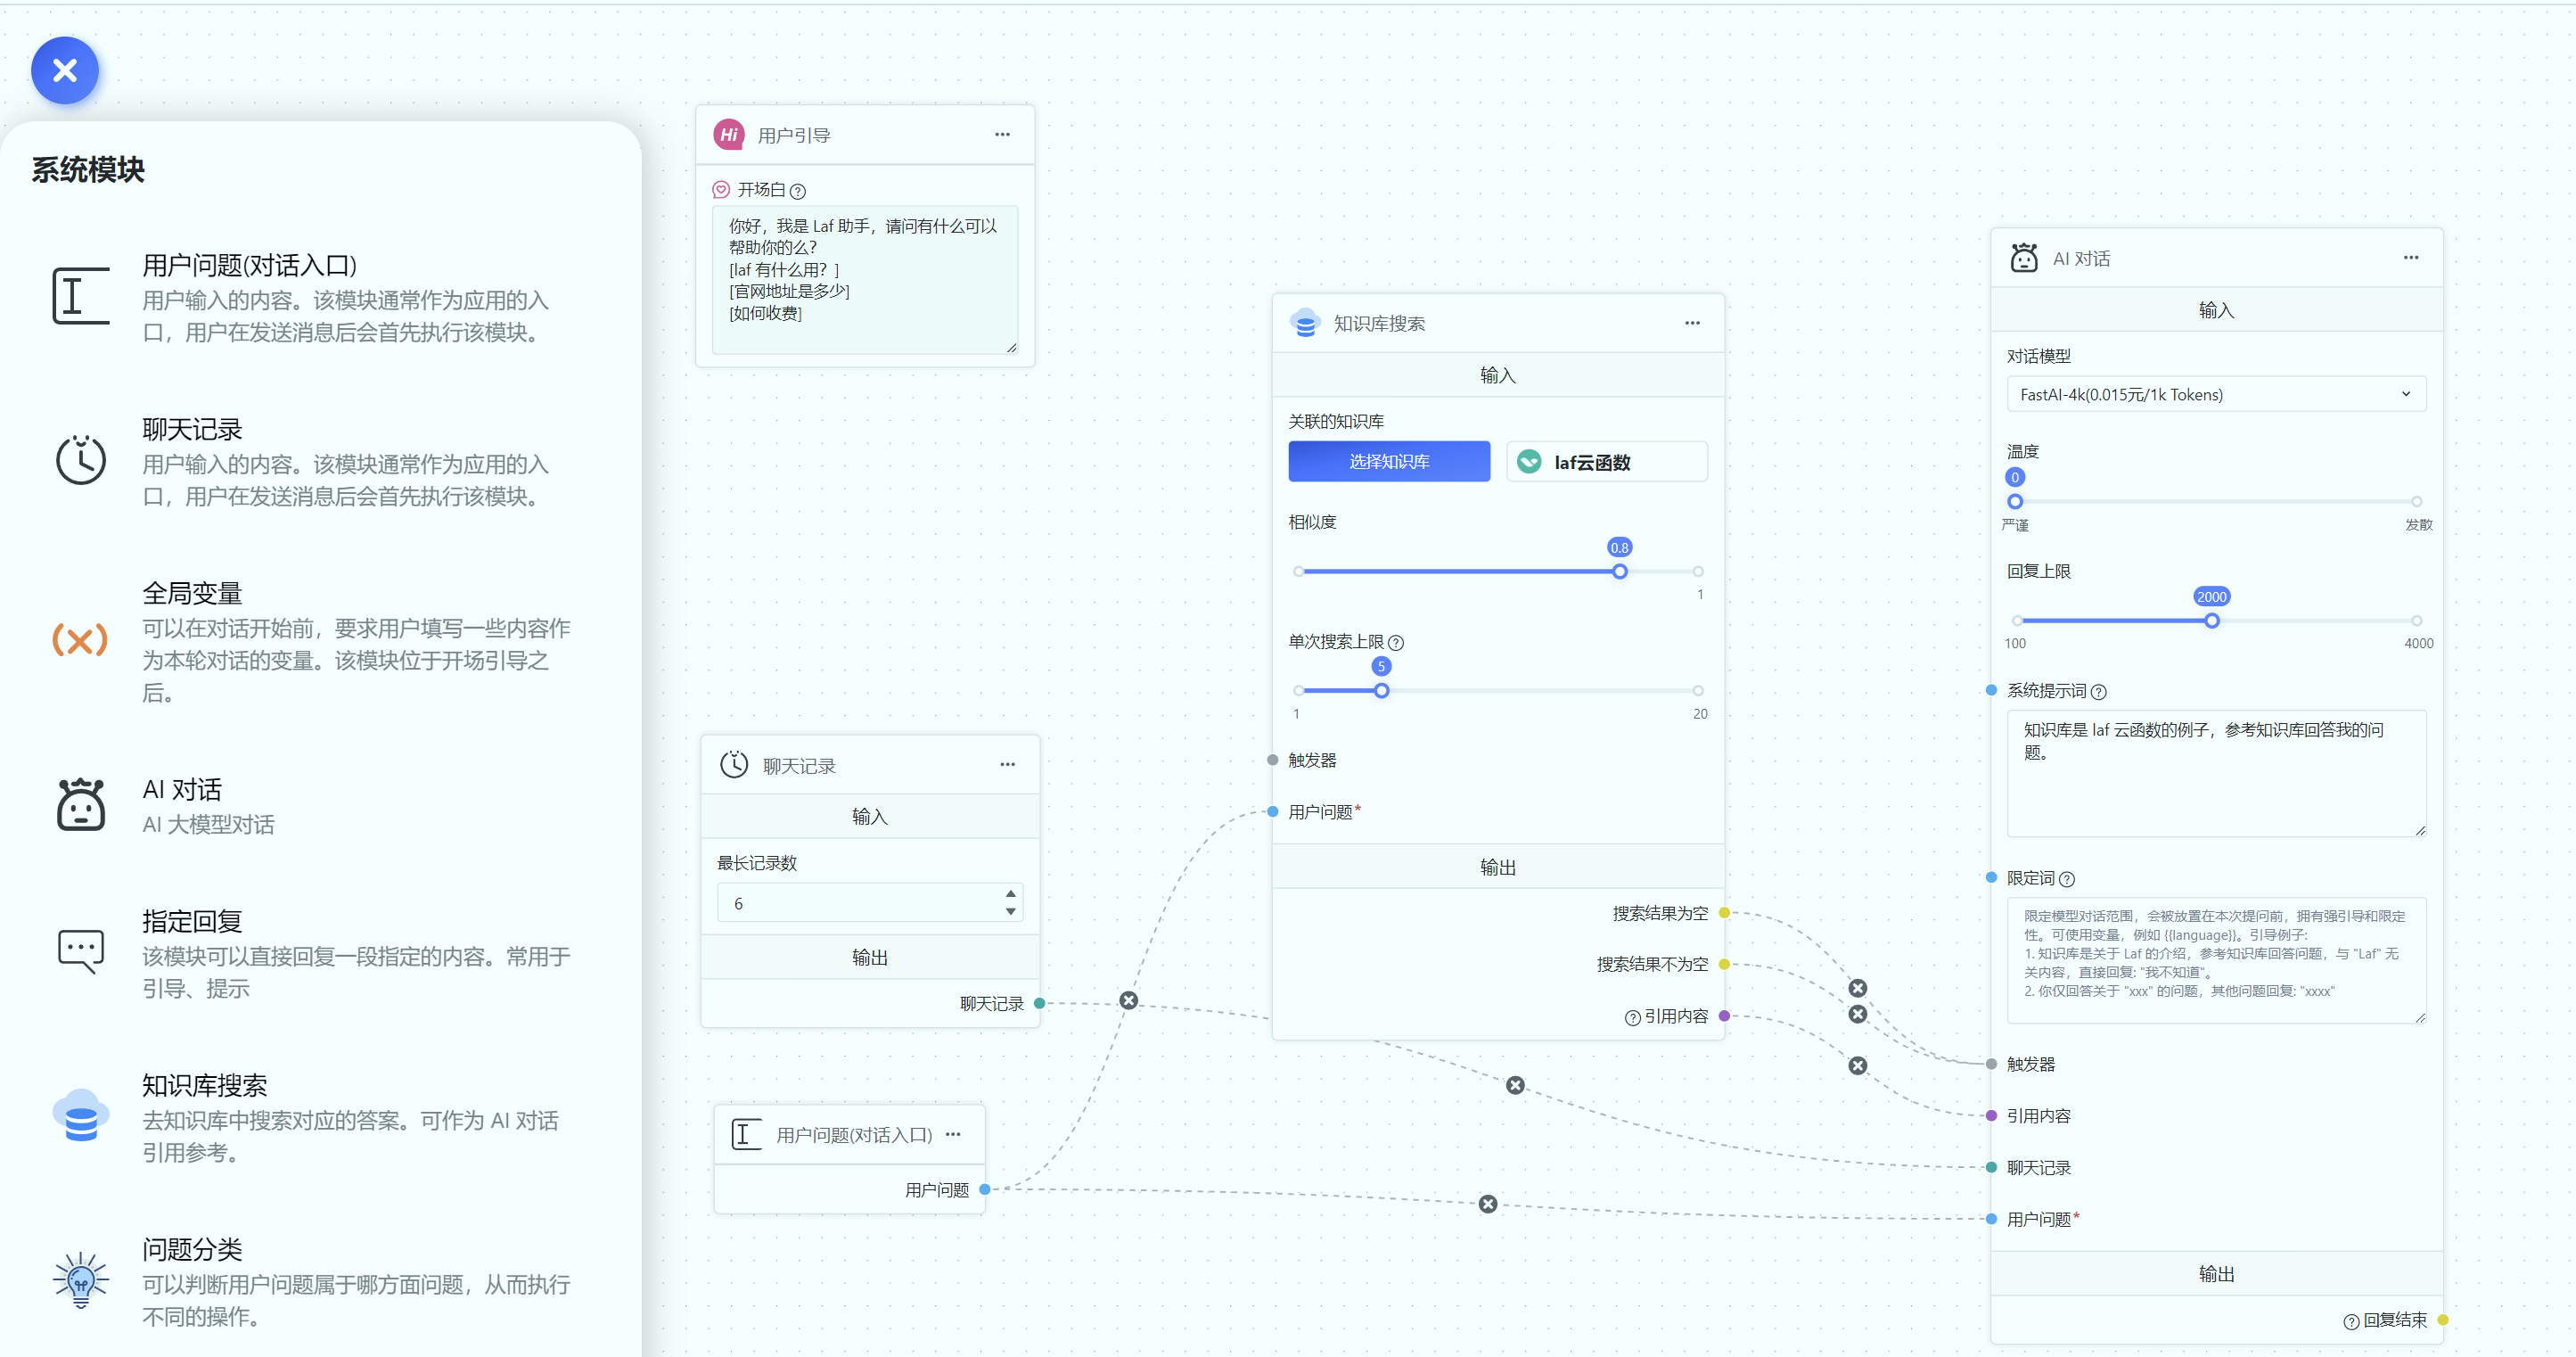 系统模块
用户问题(对话入口)
用户输入的内容。该模块通常作为应用的入
口，用户在发送消息后会首先执行该模块。
聊天记录
用户输入的内容。该模块通常作为应用的入
口，用户在发送消息后会首先执行该模块。
全局变量
可以在对话开始前，要求用户填写一些内容作
为本轮对话的变量。该模块位于开场引导之
后。
AI 对话
AI 大模型对话
指定回复
该模块可以直接回复一段指定的内容。常用于
引导、提示
知识库搜索
去知识库中搜索对应的答案。可作为 AI 对话
引用参考。
问题分类
可以判断用户问题属于哪方面问题，从而执行
不同的操作。
Hi 用户引导
开场白
你好，我是 Laf 助手，请问有什么可以
帮助你的么？
[laf 有什么用？]
[官网地址是多少]
[如何收费]
聊天记录
输入
最长记录数
6
输出
聊天记录
用户问题(对话入口)
用户问题
知识库搜索
输入
关联的知识库
选择知识库
laf云函数
相似度
0.8
1
单次搜索上限
5
1
20
触发器
用户问题*
输出
搜索结果为空
搜索结果不为空
引用内容
AI 对话
输入
对话模型
FastAI-4k(0.015元/1k Tokens)
温度
0
严谨
发散
回复上限
2000
100
4000
系统提示词
知识库是 laf 云函数的例子，参考知识库回答我的问
题。
限定词
限定模型对话范围，会被放置在本次提问前，拥有强引导和限定
性。可使用变量，例如 {{language}}。引导例子:
1. 知识库是关于 Laf 的介绍，参考知识库回答问题，与 "Laf" 无
关内容，直接回复: "我不知道"。
2. 你仅回答关于 "xxx" 的问题，其他问题回复: "xxxx"
触发器
引用内容
聊天记录
用户问题*
输出
回复结束